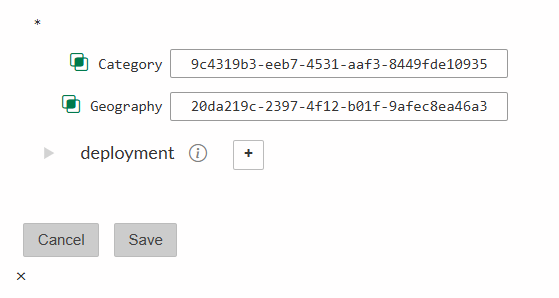 *
Category 9c4319b3-eeb7-4531-aaf3-8449fde10935
Geography 20da219c-2397-4f12-b01f-9afec8ea46a3
deployment i +
Cancel Save
×